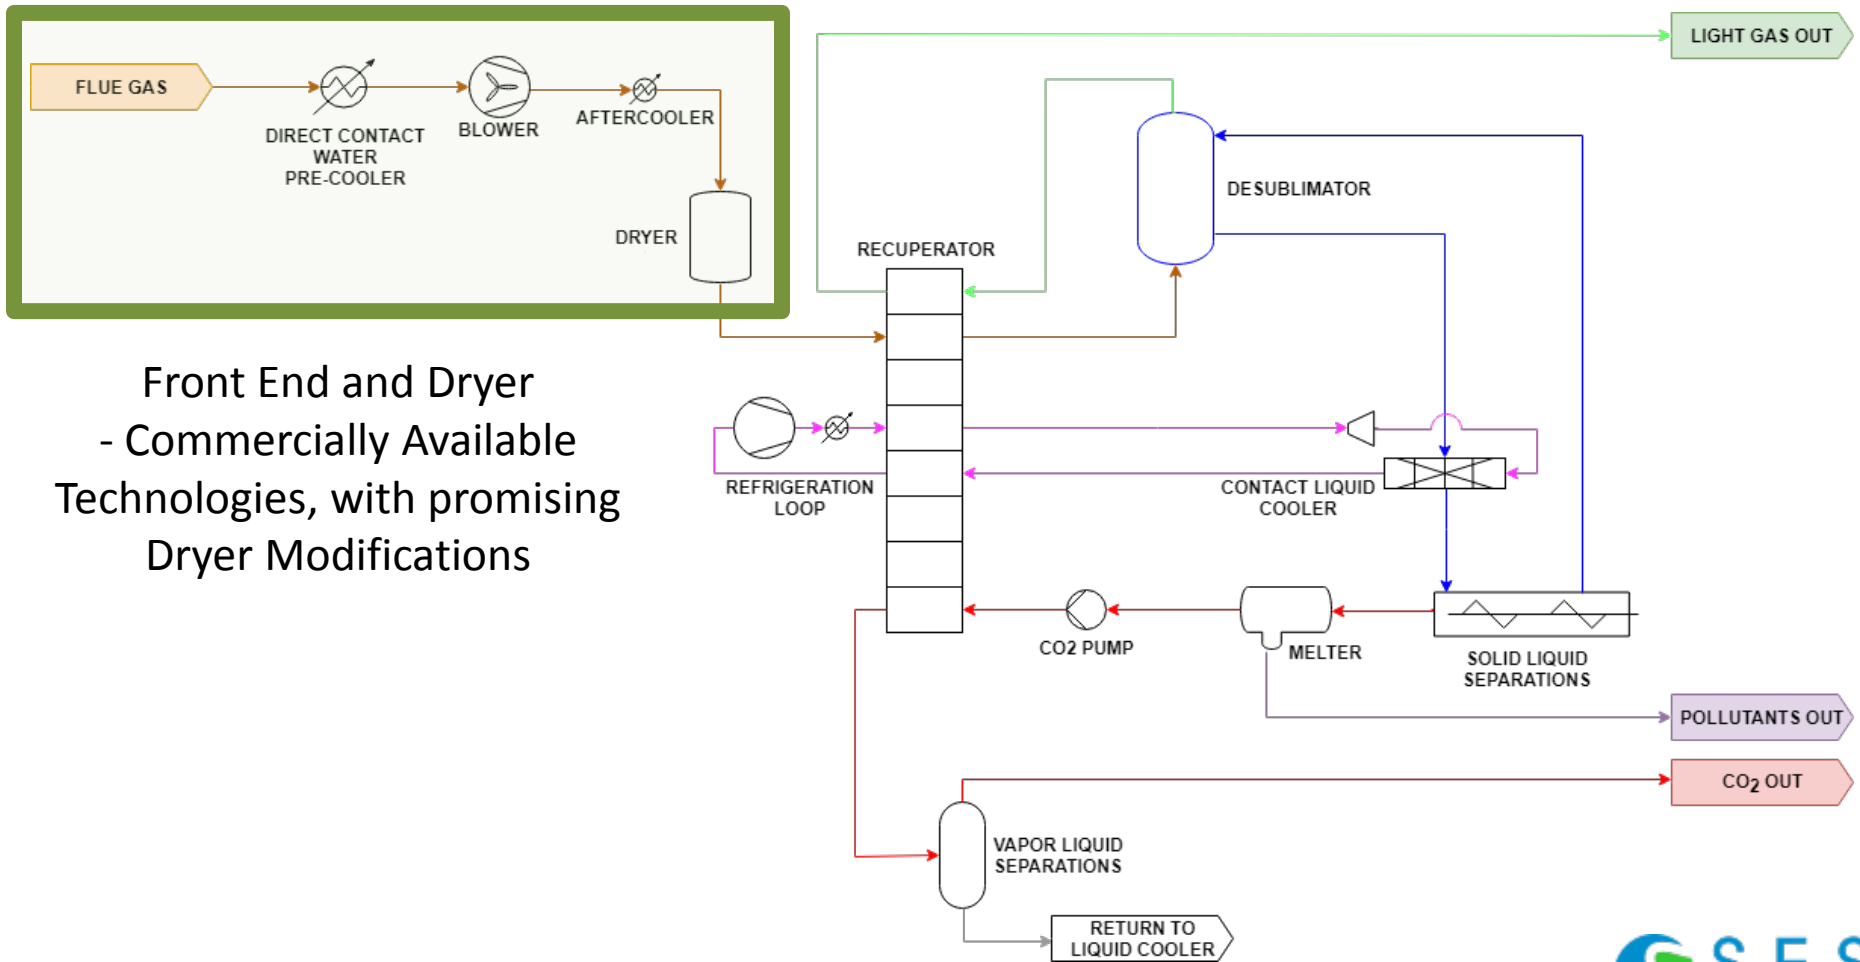 LIGHT GAS OUT
FLUE GAS
DIRECT CONTACT
WATER
PRE-COOLER
BLOWER
AFTERCOOLER
DRYER
DESUBLIMATOR
RECUPERATOR
Front End and Dryer
- Commercially Available
Technologies, with promising
Dryer Modifications
REFRIGERATION
LOOP
CONTACT LIQUID
COOLER
CO2 PUMP
MELTER
SOLID LIQUID
SEPARATIONS
POLLUTANTS OUT
CO2 OUT
VAPOR LIQUID
SEPARATIONS
RETURN TO
LIQUID COOLER